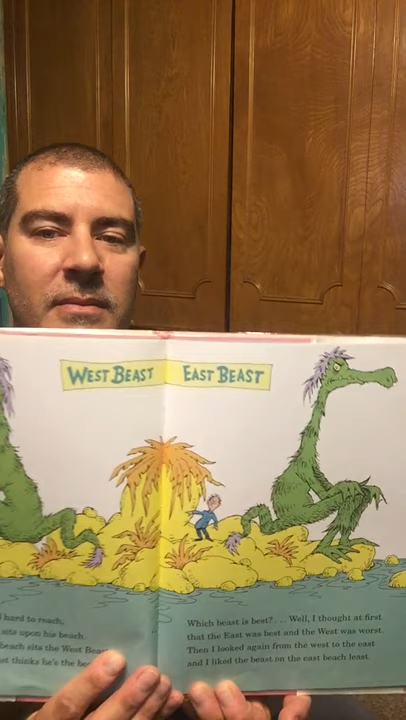 WEST BEAST EAST BEAST
hard to reach,
sits upon his beach.
beach sits the West
thinks he's the
Which beast is best? . . . Well, I thought at first
that the East was best and the West was worst.
Then I looked again from the west to the east
and I liked the beast on the east beach least.